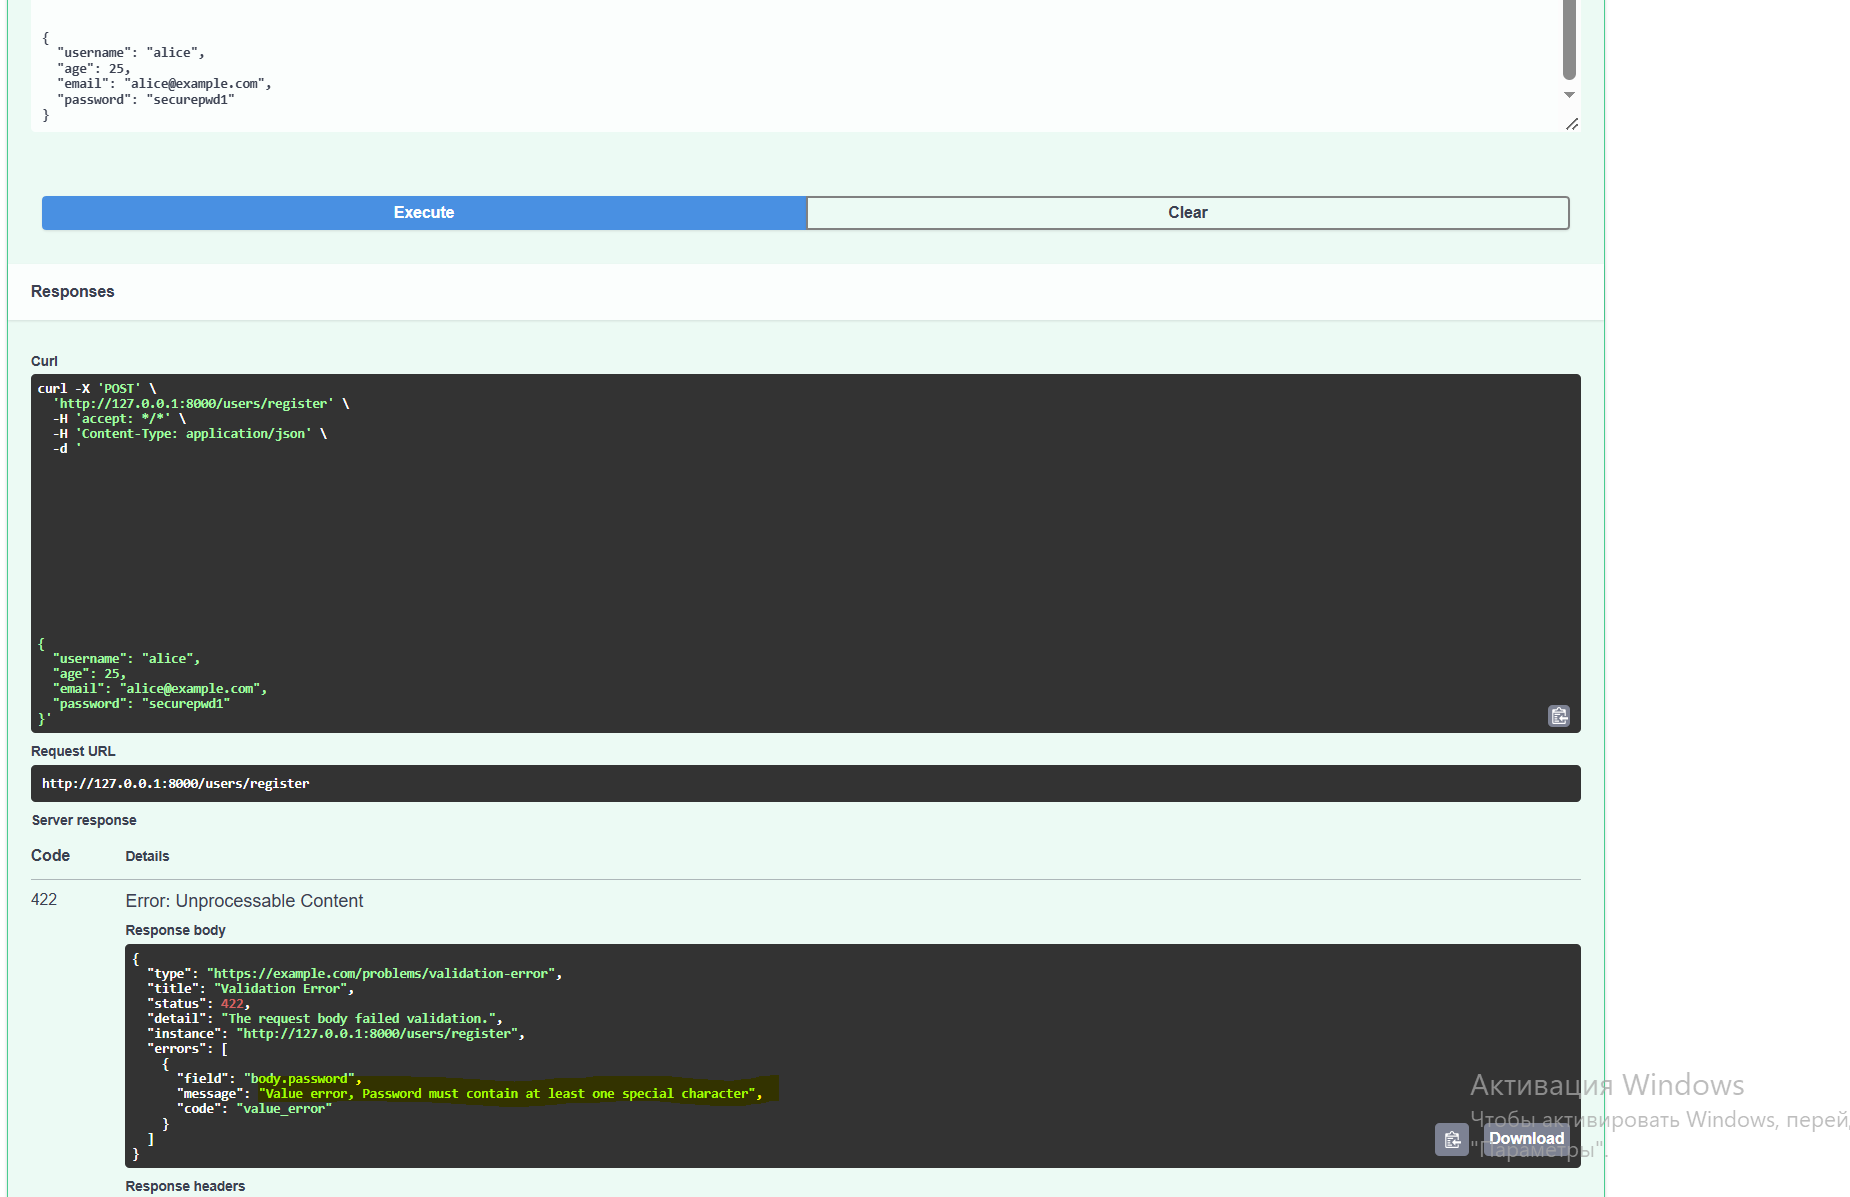 {
  "username": "alice",
  "age": 25,
  "email": "alice@example.com",
  "password": "securepwd1"
}
Execute
Clear
Responses
Curl
curl -X 'POST' \
  'http://127.0.0.1:8000/users/register' \
  -H 'accept: */*' \
  -H 'Content-Type: application/json' \
  -d '
{
  "username": "alice",
  "age": 25,
  "email": "alice@example.com",
  "password": "securepwd1"
}'
Request URL
http://127.0.0.1:8000/users/register
Server response
Code Details
422 Error: Unprocessable Content
Response body
{
  "type": "https://example.com/problems/validation-error",
  "title": "Validation Error",
  "status": 422,
  "detail": "The request body failed validation.",
  "instance": "http://127.0.0.1:8000/users/register",
  "errors": [
    {
      "field": "body.password",
      "message": "Value error, Password must contain at least one special character",
      "code": "value_error"
    }
  ]
}
Download
Response headers
Активация Windows
Чтобы активировать Windows, перей
"Параметры".